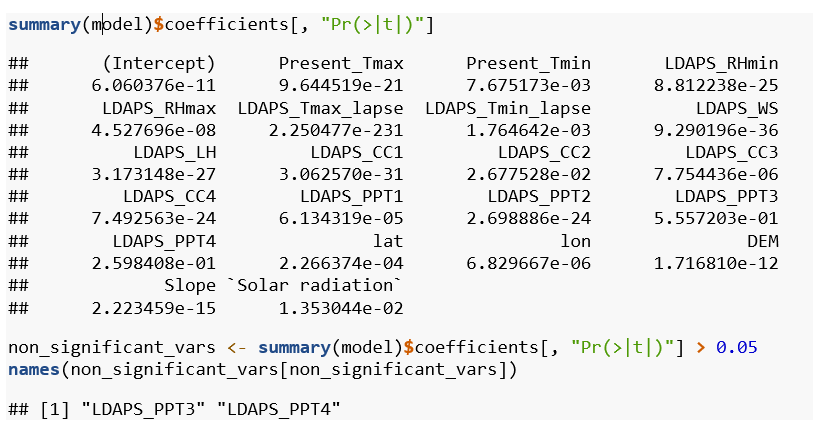 summary(model)$coefficients[, "Pr(>|t|)"]
##      (Intercept)     Present_Tmax     Present_Tmin      LDAPS_RHmin
##     6.060376e-11     9.644519e-21     7.675173e-03     8.812238e-25
##      LDAPS_RHmax LDAPS_Tmax_lapse LDAPS_Tmin_lapse         LDAPS_WS
##     4.527696e-08    2.250477e-231     1.764642e-03     9.290196e-36
##         LDAPS_LH        LDAPS_CC1        LDAPS_CC2        LDAPS_CC3
##     3.173148e-27     3.062570e-31     2.677528e-02     7.754436e-06
##        LDAPS_CC4       LDAPS_PPT1       LDAPS_PPT2       LDAPS_PPT3
##     7.492563e-24     6.134319e-05     2.698886e-24     5.557203e-01
##       LDAPS_PPT4              lat              lon              DEM
##     2.598408e-01     2.266374e-04     6.829667e-06     1.716810e-12
##            Slope `Solar radiation`
##     2.223459e-15     1.353044e-02
non_significant_vars <- summary(model)$coefficients[, "Pr(>|t|)"] > 0.05
names(non_significant_vars[non_significant_vars])
## [1] "LDAPS_PPT3" "LDAPS_PPT4"